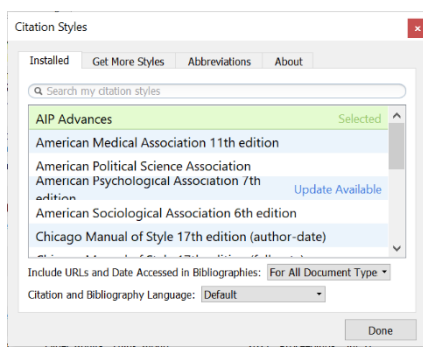 Citation Styles
Installed
Get More Styles
Abbreviations
About
Search my citation styles
AIP Advances
Selected
American Medical Association 11th edition
American Political Science Association
American Psychological Association 7th
edition
Update Available
American Sociological Association 6th edition
Chicago Manual of Style 17th edition (author-date)
Include URLs and Date Accessed in Bibliographies:
For All Document Type
Citation and Bibliography Language:
Default
Done